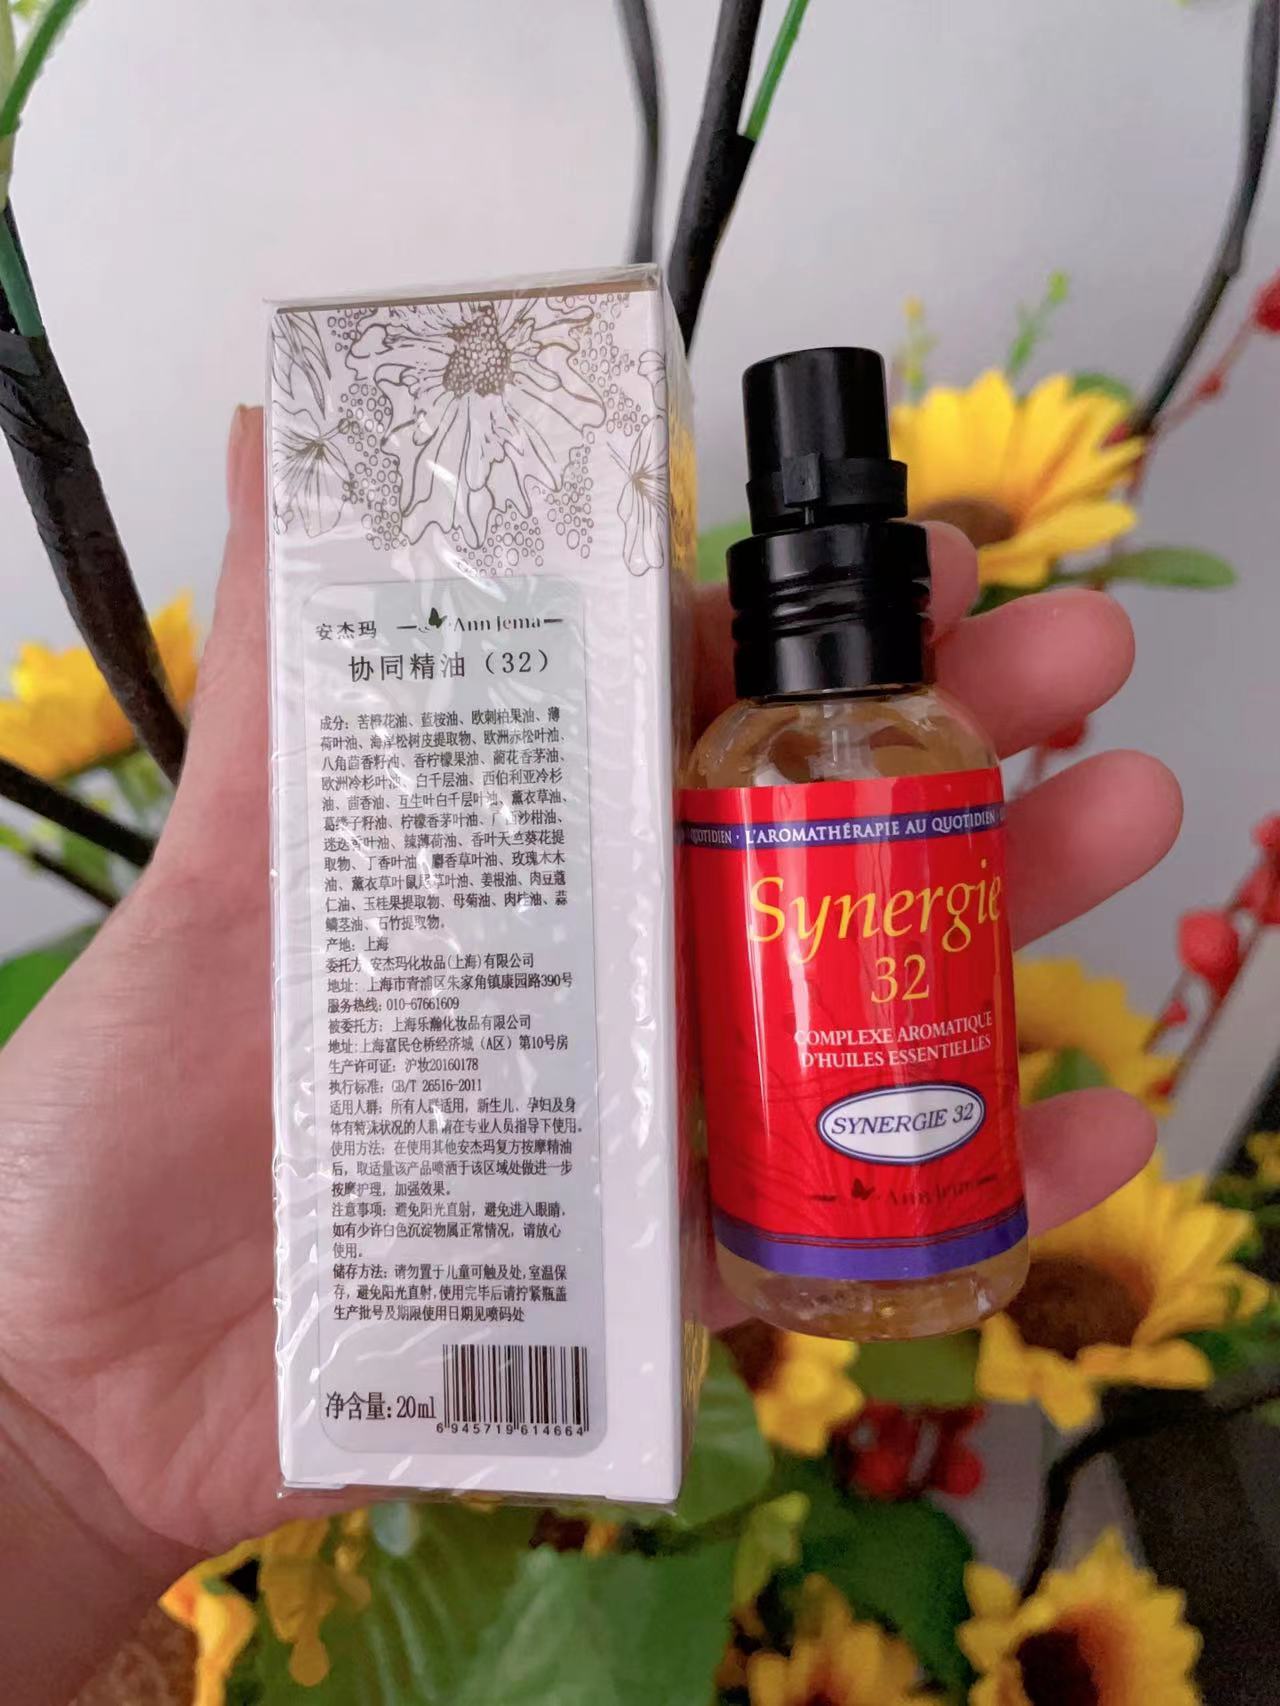 安杰玛 Ann Jema
协同精油（32）
成分：苦橙花油、蓝桉油、欧刺柏果油、薄
荷叶油、海岸松树皮提取物、欧洲赤松叶油、
八角茴香籽油、香柠檬果油、蔺花香茅油、
欧洲冷杉叶油、白千层油、西伯利亚冷杉
油、茴香油、互生叶白千层叶油、薰衣草油、
葛缕子籽油、柠檬香茅叶油、广西沙柑油、
迷迭香叶油、辣薄荷油、香叶天竺葵花提
取物、丁香叶油、麝香草叶油、玫瑰木木
油、薰衣草叶鼠尾草叶油、姜根油、肉豆蔻
仁油、玉桂果提取物、母菊油、肉桂油、蒜
鳞茎油、石竹提取物。
产地：上海
委托方：安杰玛化妆品(上海)有限公司
地址：上海市青浦区朱家角镇康园路390号
服务热线：010-67661609
被委托方：上海乐瀚化妆品有限公司
地址：上海富民仓桥经济城（A区）第10号房
生产许可证：沪妆20160178
执行标准：GB/T 26516-2011
适用人群：所有人群适用，新生儿、孕妇及身
体有特殊状况的人群请在专业人员指导下使用。
使用方法：在使用其他安杰玛复方按摩精油
后，取适量该产品喷洒于该区域处做进一步
按摩护理，加强效果。
注意事项：避免阳光直射，避免进入眼睛，
如有少许白色沉淀物属正常情况，请放心
使用。
储存方法：请勿置于儿童可触及处，室温保
存，避免阳光直射，使用完毕后请拧紧瓶盖
生产批号及期限使用日期见喷码处
净含量：20ml
6 945719 614664
QUOTIDIEN · L'AROMATHÉRAPIE AU QUOTIDIEN
Synergie
32
COMPLEXE AROMATIQUE
D'HUILES ESSENTIELLES
SYNERGIE 32
Ann Jema